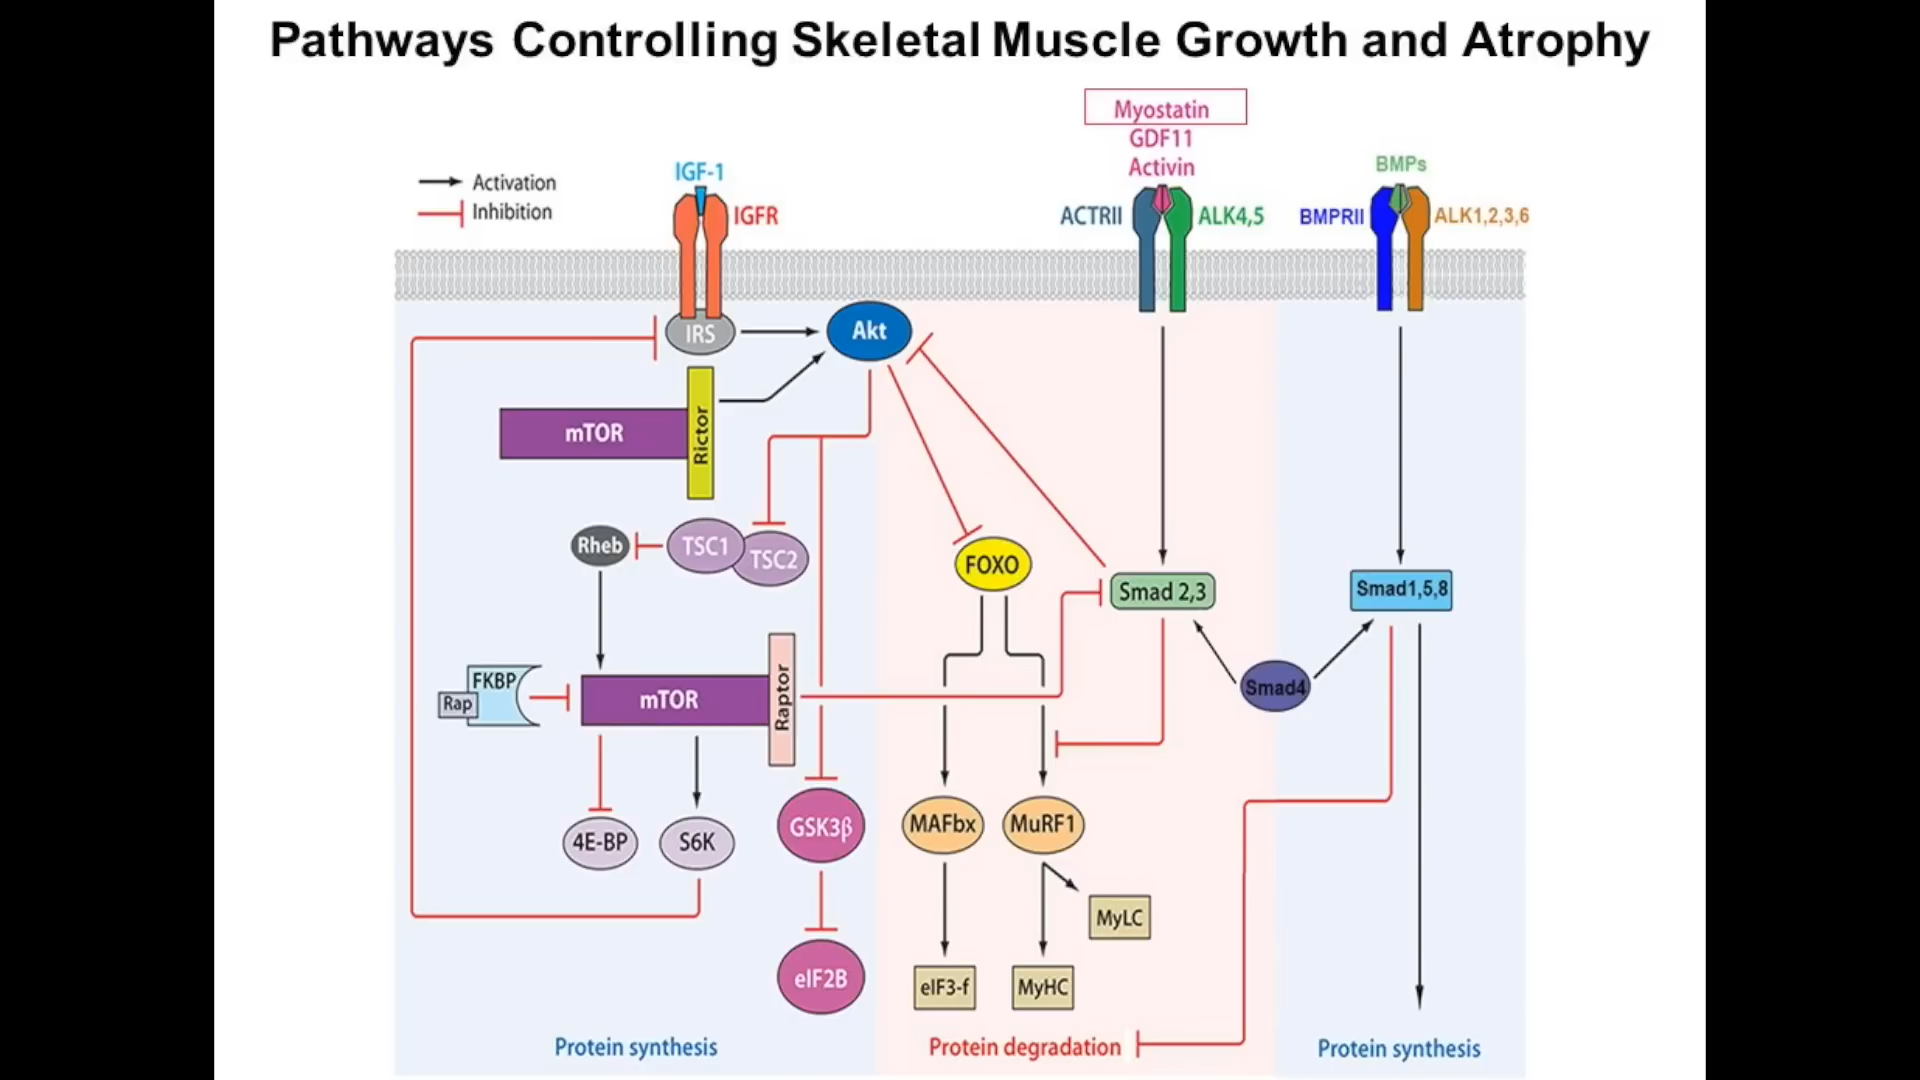 Pathways Controlling Skeletal Muscle Growth and Atrophy
Myostatin
GDF11
Activin
BMPs
IGF-1
Activation
Inhibition
IGFR
ACTRII
ALK4,5
BMPRII
ALK1,2,3,6
IRS
Akt
mTOR
Rictor
Rheb
TSC1
TSC2
FOXO
Smad 2,3
Smad1,5,8
FKBP
Rap
mTOR
Raptor
Smad4
4E-BP
S6K
GSK3β
MAFbx
MuRF1
MyLC
eIF2B
eIF3-f
MyHC
Protein synthesis
Protein degradation
Protein synthesis